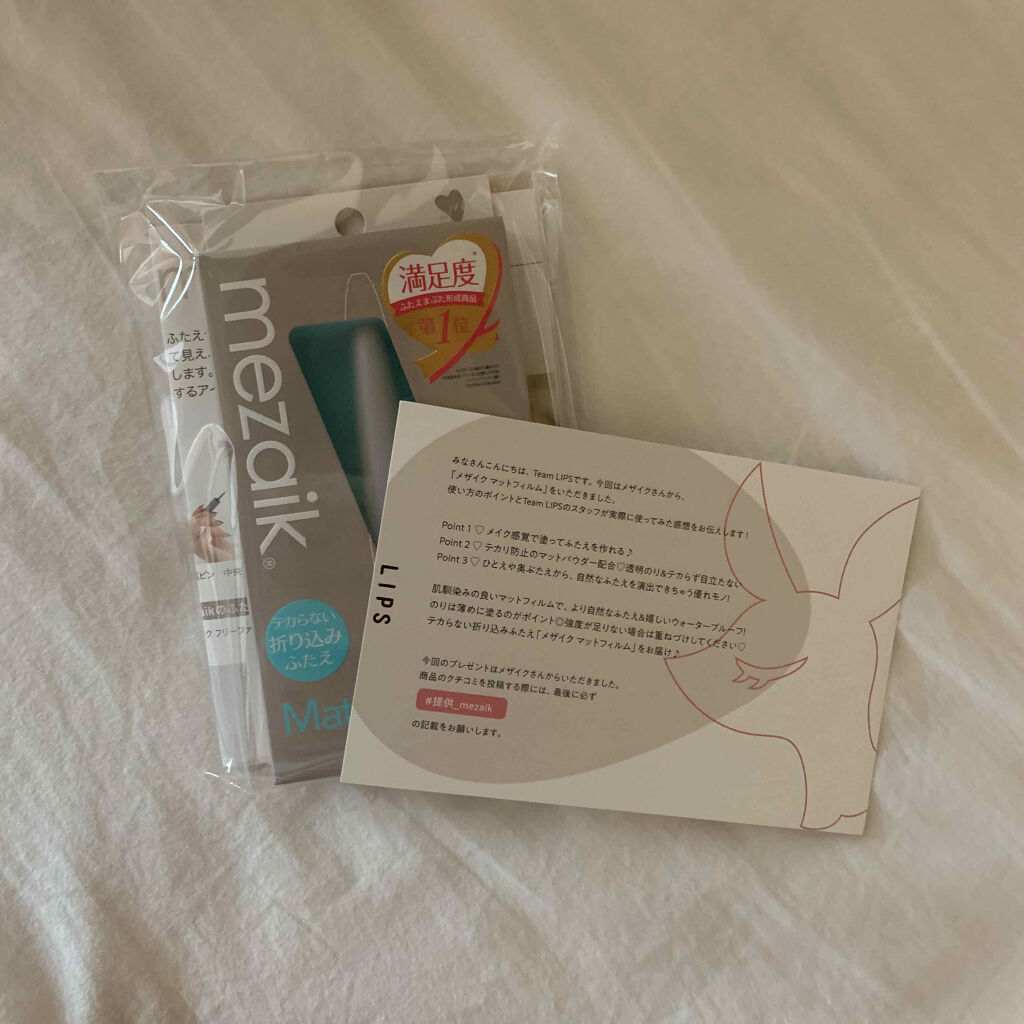 mezaik®
満足度
ふたえまぶた形成商品
第1位
ふたえ
て見え
します。
するア
ピン 中央
aikのふた
ク フリーファ
テカらない
折り込み
ふたえ
Mat
LIPS
みなさんこんにちは、Team LIPSです。今回はメザイクさんから、
「メザイク マットフィルム」をいただきました。
使い方のポイントとTeam LIPSのスタッフが実際に使ってみた感想をお伝えします!
Point 1 ♡ メイク感覚で塗ってふたえを作れる♪
Point 2 ♡ テカリ防止のマットパウダー配合♡透明のり&テカらず目立たない
Point 3 ♡ ひとえや奥ぶたえから、自然なふたえを演出できちゃう優れモノ!
肌馴染みの良いマットフィルムで、より自然なふたえ&嬉しいウォータープルーフ!
のりは薄めに塗るのがポイント◎強度が足りない場合は重ねづけしてください♡
テカらない折り込みふたえ「メザイク マットフィルム」をお届け♪
今回のプレゼントはメザイクさんからいただきました。
商品のクチコミを投稿する際には、最後に必ず
#提供_mezaik
の記載をお願いします。